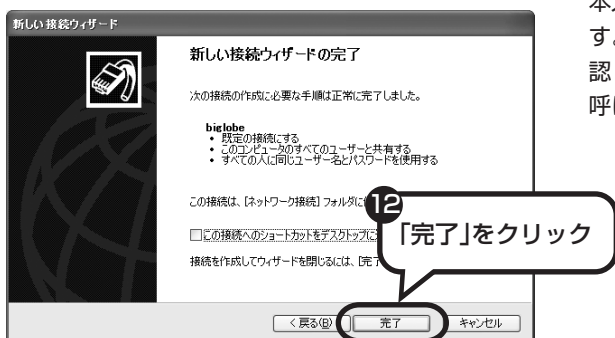 新しい接続ウィザード
新しい接続ウィザードの完了
次の接続の作成に必要な手順は正常に完了しました。
biglobe
• 既定の接続にする
• このコンピュータのすべてのユーザーと共有する
• すべての人に同じユーザー名とパスワードを使用する
この接続は、[ネットワーク接続] フォルダに
12
「完了」をクリック
この接続へのショートカットをデスクトップに
接続を作成してウィザードを閉じるには、[完了
< 戻る(B)
完了
キャンセル
す。
認